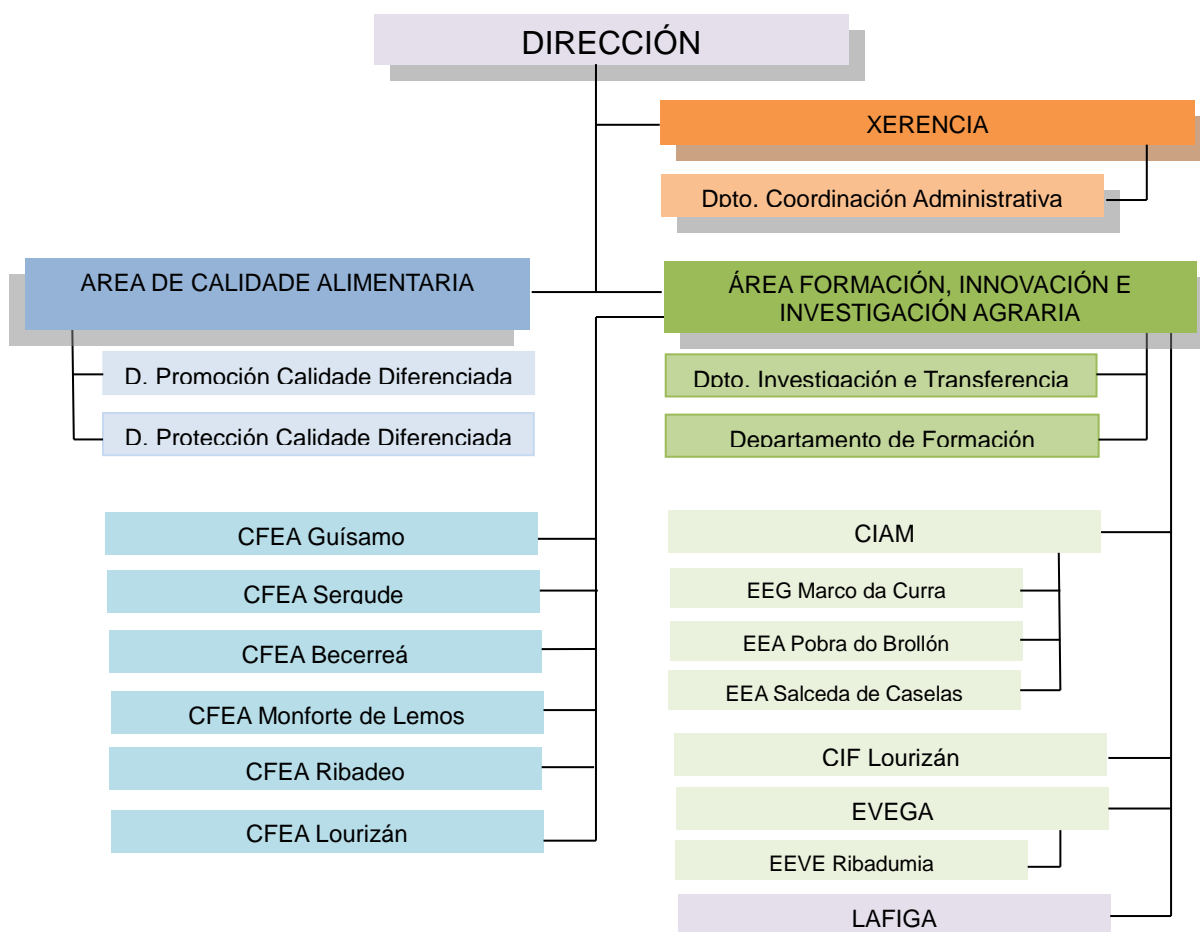 DIRECCIÓN
XERENCIA
Dpto. Coordinación Administrativa
AREA DE CALIDADE ALIMENTARIA
D. Promoción Calidade Diferenciada
D. Protección Calidade Diferenciada
ÁREA FORMACIÓN, INNOVACIÓN E
INVESTIGACIÓN AGRARIA
Dpto. Investigación e Transferencia
Departamento de Formación
CFEA Guísamo
CFEA Sergude
CFEA Becerreá
CFEA Monforte de Lemos
CFEA Ribadeo
CFEA Lourizán
CIAM
EEG Marco da Curra
EEA Pobra do Brollón
EEA Salceda de Caselas
CIF Lourizán
EVEGA
EEVE Ribadumia
LAFIGA